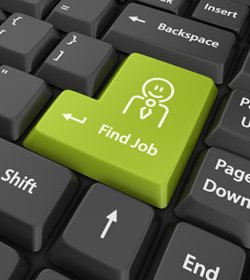 Insert
Backspace
Find Job
Shift
Page
Down
End